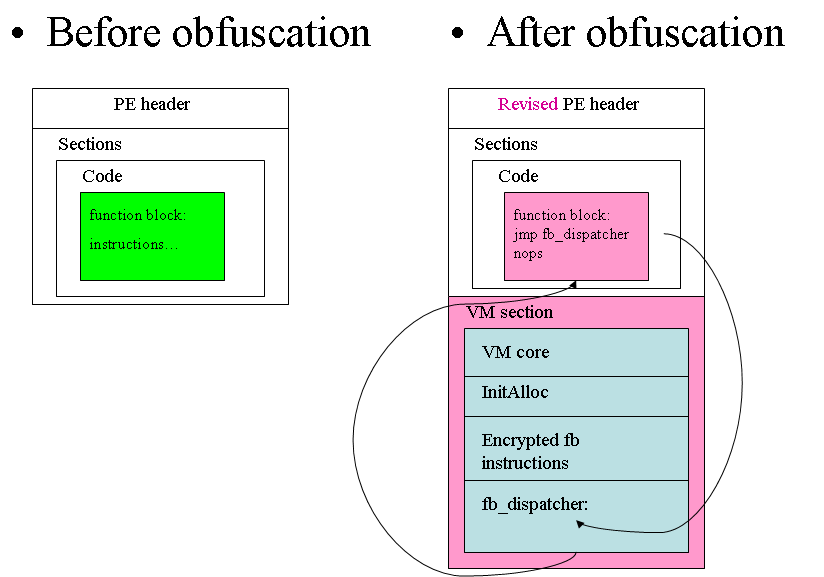 • Before obfuscation
PE header
Sections
Code
function block:
instructions…
• After obfuscation
Revised PE header
Sections
Code
function block:
jmp fb_dispatcher
nops
VM section
VM core
InitAlloc
Encrypted fb
instructions
fb_dispatcher: